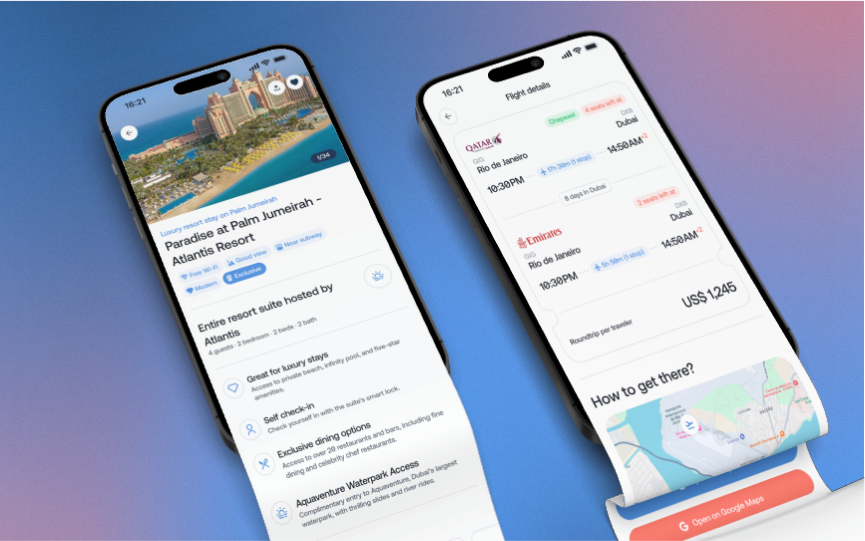 16:21
1/34
Luxury resort stay on Palm Jumeirah
Paradise at Palm Jumeirah -
Atlantis Resort
Free Wi-Fi
Good view
Near subway
Modern
Exclusive
Entire resort suite hosted by
Atlantis
4 guests · 2 bedroom · 2 beds · 2 bath
Great for luxury stays
Access to private beach, infinity pool, and five-star
amenities.
Self check-in
Check yourself in with the suite's smart lock.
Exclusive dining options
Access to over 20 restaurants and bars, including fine
dining and celebrity chef restaurants.
Aquaventure Waterpark Access
Complimentary entry to Aquaventure, Dubai's largest
waterpark, with thrilling slides and river rides.
16:21
Flight details
Chepeast
4 seats left at
QATAR
GIG
DXB
Rio de Janeiro
Dubai
10:30PM
17h 30m (1 stop)
14:50AM+2
6 days in Dubai
2 seats left at
Emirates
GIG
DXB
Rio de Janeiro
Dubai
10:30PM
14:50AM+2
Roundtrip per traveler
US$ 1,245
How to get there?
Open on Google Maps